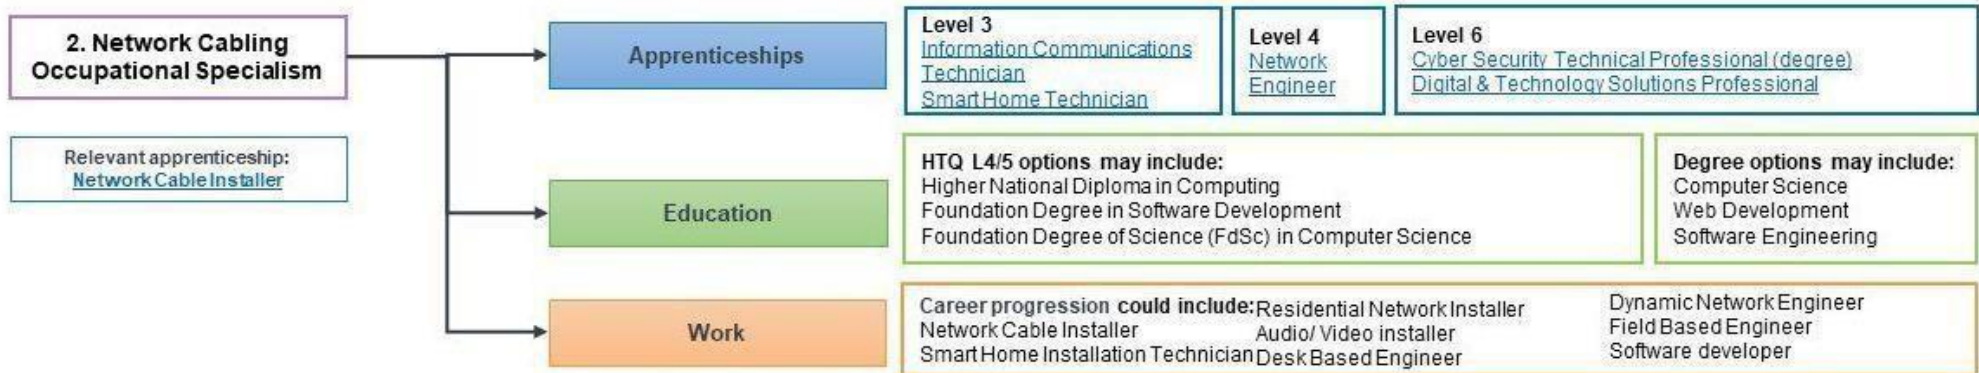 2. Network Cabling
Occupational Specialism
Relevant apprenticeship:
Network Cable Installer
Apprenticeships
Level 3
Information Communications
Technician
Smart Home Technician
Level 4
Network
Engineer
Level 6
Cyber Security Technical Professional (degree)
Digital & Technology Solutions Professional
Education
HTQ L4/5 options may include:
Higher National Diploma in Computing
Foundation Degree in Software Development
Foundation Degree of Science (FdSc) in Computer Science
Degree options may include:
Computer Science
Web Development
Software Engineering
Work
Career progression could include:
Network Cable Installer
Smart Home Installation Technician
Residential Network Installer
Audio/ Video installer
Desk Based Engineer
Dynamic Network Engineer
Field Based Engineer
Software developer